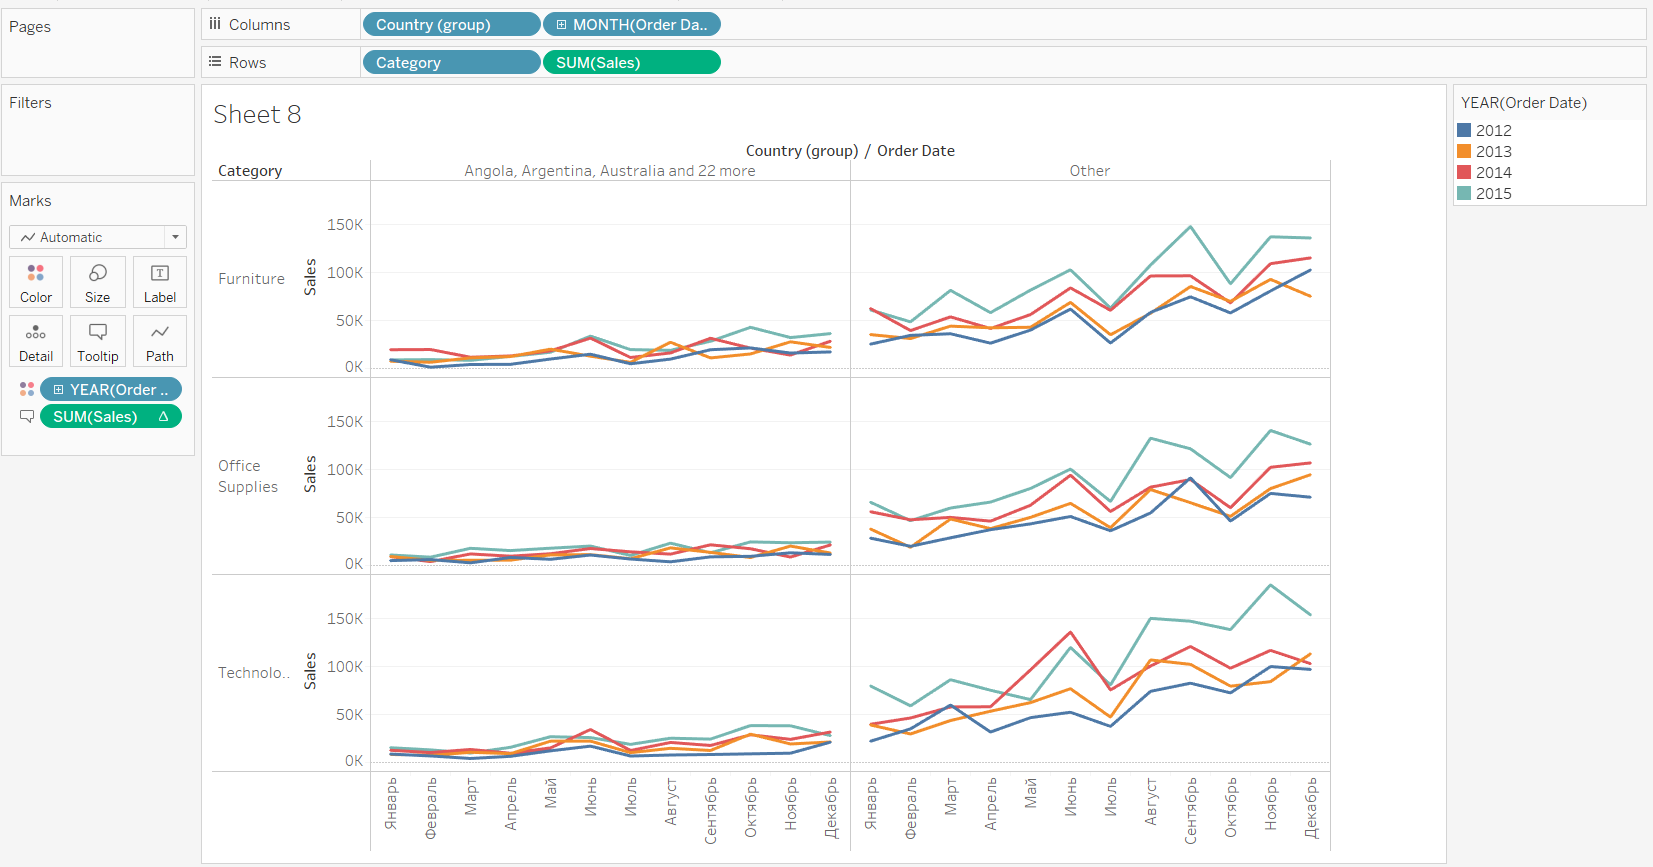 Pages
Columns
Country (group)
MONTH(Order Da..
Rows
Category
SUM(Sales)
Filters
Marks
Automatic
Color
Size
Label
Detail
Tooltip
Path
YEAR(Order ..
SUM(Sales) Δ
Sheet 8
Country (group) / Order Date
Category
Angola, Argentina, Australia and 22 more
Other
Furniture
Sales
150K
100K
50K
0K
Office
Supplies
Sales
150K
100K
50K
0K
Technolo..
Sales
150K
100K
50K
0K
Январь
Февраль
Март
Апрель
Май
Июнь
Июль
Август
Сентябрь
Октябрь
Ноябрь
Декабрь
Январь
Февраль
Март
Апрель
Май
Июнь
Июль
Август
Сентябрь
Октябрь
Ноябрь
Декабрь
YEAR(Order Date)
2012
2013
2014
2015